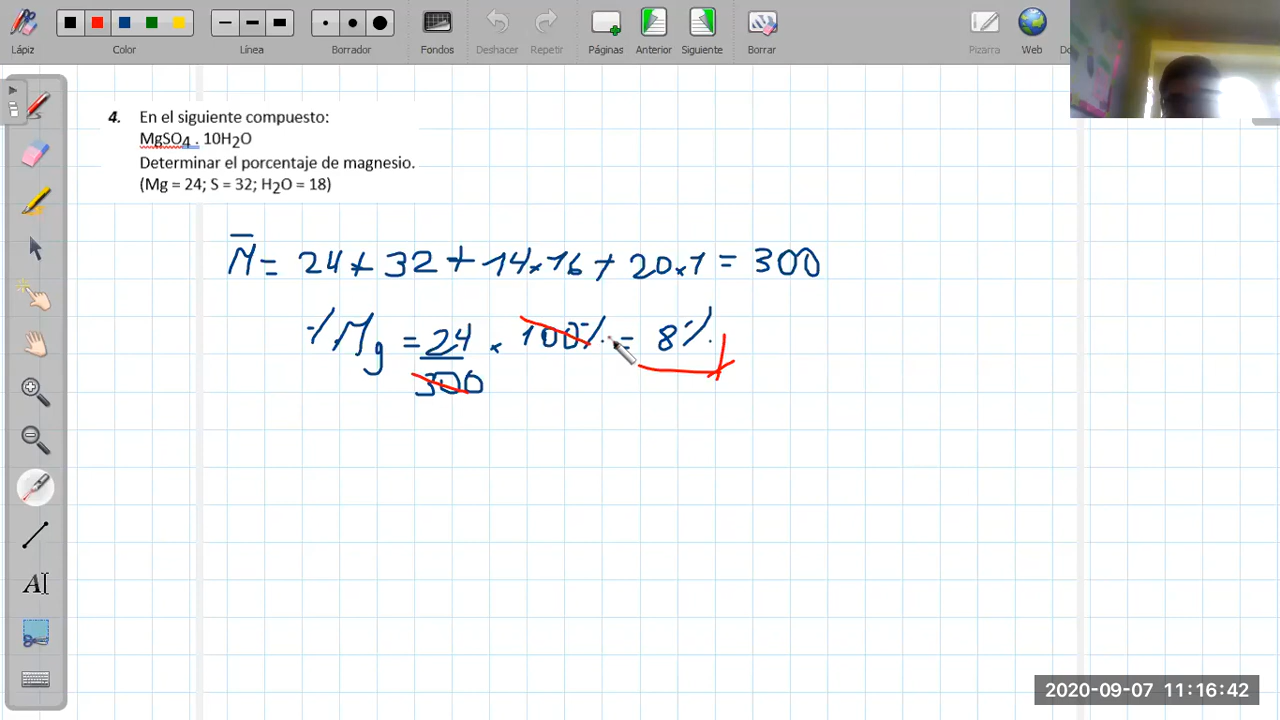 Lápiz
Color
Línea
Borrador
Fondos
Deshacer
Repetir
Páginas
Anterior
Siguiente
Borrar
Pizarra
Web
4. En el siguiente compuesto:
MgSO4 . 10H2O
Determinar el porcentaje de magnesio.
(Mg = 24; S = 32; H2O = 18)
M̅ = 24 + 32 + 14 × 16 + 20 × 1 = 300
% Mg = 24/300 × 100% = 8%
AI
2020-09-07 11:16:42